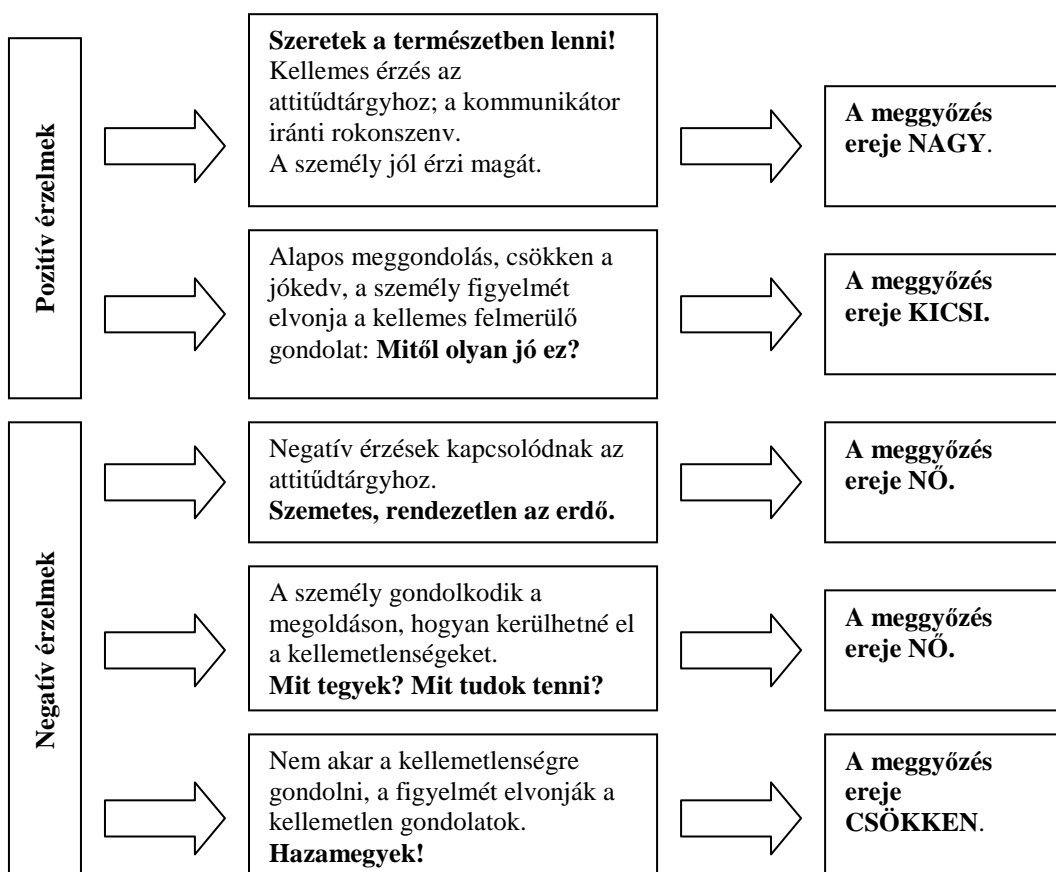 Pozitív érzelmek
Szeretek a természetben lenni!
Kellemes érzés az
attitűdtárgyhoz; a kommunikátor
iránti rokonszenv.
A személy jól érzi magát.
A meggyőzés
ereje NAGY.
Alapos meggondolás, csökken a
jókedv, a személy figyelmét
elvonja a kellemes felmerülő
gondolat: Mitől olyan jó ez?
A meggyőzés
ereje KICSI.
Negatív érzelmek
Negatív érzések kapcsolódnak az
attitűdtárgyhoz.
Szemetes, rendezetlen az erdő.
A meggyőzés
ereje NŐ.
A személy gondolkodik a
megoldáson, hogyan kerülhetné el
a kellemetlenségeket.
Mit tegyek? Mit tudok tenni?
A meggyőzés
ereje NŐ.
Nem akar a kellemetlenségre
gondolni, a figyelmét elvonják a
kellemetlen gondolatok.
Hazamegyek!
A meggyőzés
ereje
CSÖKKEN.